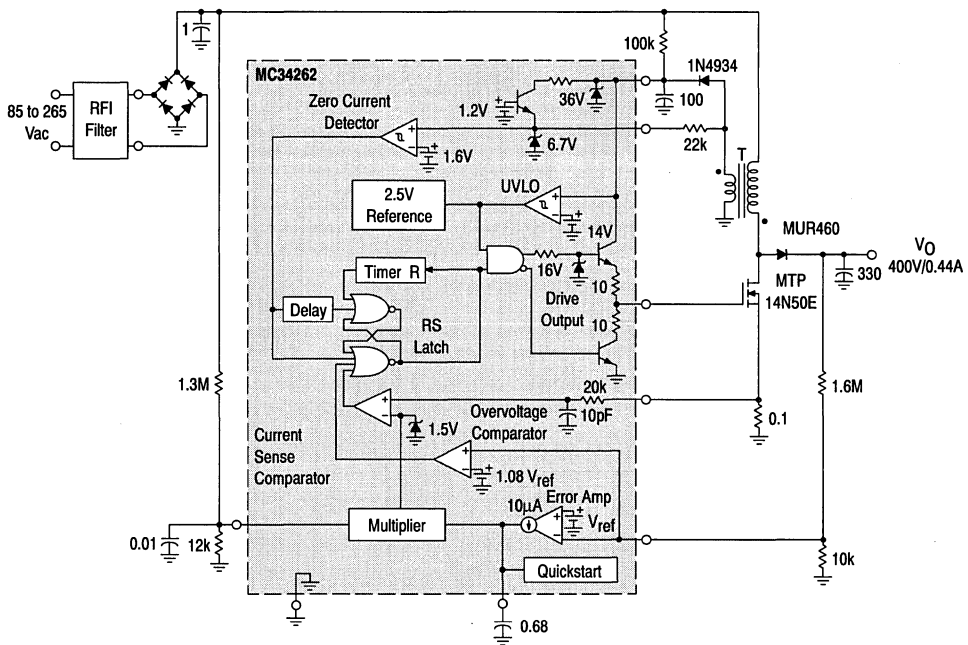 1
100k
1N4934
MC34262
85 to 265
Vac
RFI
Filter
Zero Current
Detector
1.2V
36V
100
1.6V
6.7V
22k
T
2.5V
Reference
UVLO
14V
MUR460
VO
400V/0.44A
Timer R
16V
10
330
MTP
14N50E
Delay
RS
Latch
Drive
Output
10
1.3M
20k
1.6M
10pF
0.1
1.5V
Overvoltage
Comparator
Current
Sense
Comparator
1.08 Vref
10µA
Error Amp
Vref
Multiplier
0.01
12k
10k
Quickstart
0.68